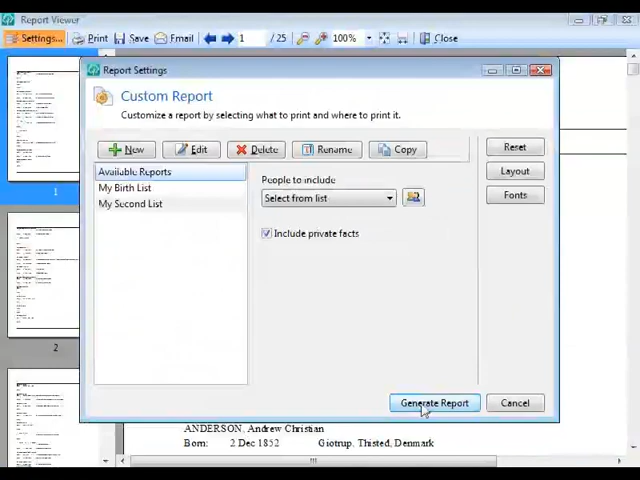 Report Viewer
Settings... Print Save Email 1 / 25 100% Close
Report Settings
Custom Report
Customize a report by selecting what to print and where to print it.
New Edit Delete Rename Copy
Reset
Layout
Fonts
Available Reports
My Birth List
My Second List
People to include
Select from list
Include private facts
Generate Report Cancel
1
2
ANDERSON, Andrew Christian
Born: 2 Dec 1852 Giotrup, Thisted, Denmark